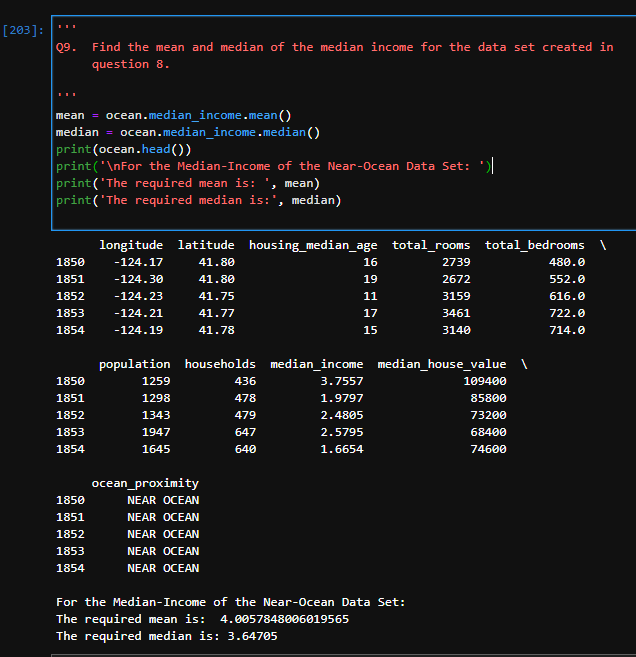 [203]: '''
Q9.  Find the mean and median of the median income for the data set created in
     question 8.
'''
mean = ocean.median_income.mean()
median = ocean.median_income.median()
print(ocean.head())
print('\nFor the Median-Income of the Near-Ocean Data Set: ')
print('The required mean is: ', mean)
print('The required median is:', median)
      longitude  latitude  housing_median_age  total_rooms  total_bedrooms  \
1850    -124.17     41.80                  16         2739           480.0
1851    -124.30     41.80                  19         2672           552.0
1852    -124.23     41.75                  11         3159           616.0
1853    -124.21     41.77                  17         3461           722.0
1854    -124.19     41.78                  15         3140           714.0
      population  households  median_income  median_house_value  \
1850        1259         436         3.7557              109400
1851        1298         478         1.9797               85800
1852        1343         479         2.4805               73200
1853        1947         647         2.5795               68400
1854        1645         640         1.6654               74600
     ocean_proximity
1850      NEAR OCEAN
1851      NEAR OCEAN
1852      NEAR OCEAN
1853      NEAR OCEAN
1854      NEAR OCEAN
For the Median-Income of the Near-Ocean Data Set:
The required mean is:  4.0057848006019565
The required median is: 3.64705